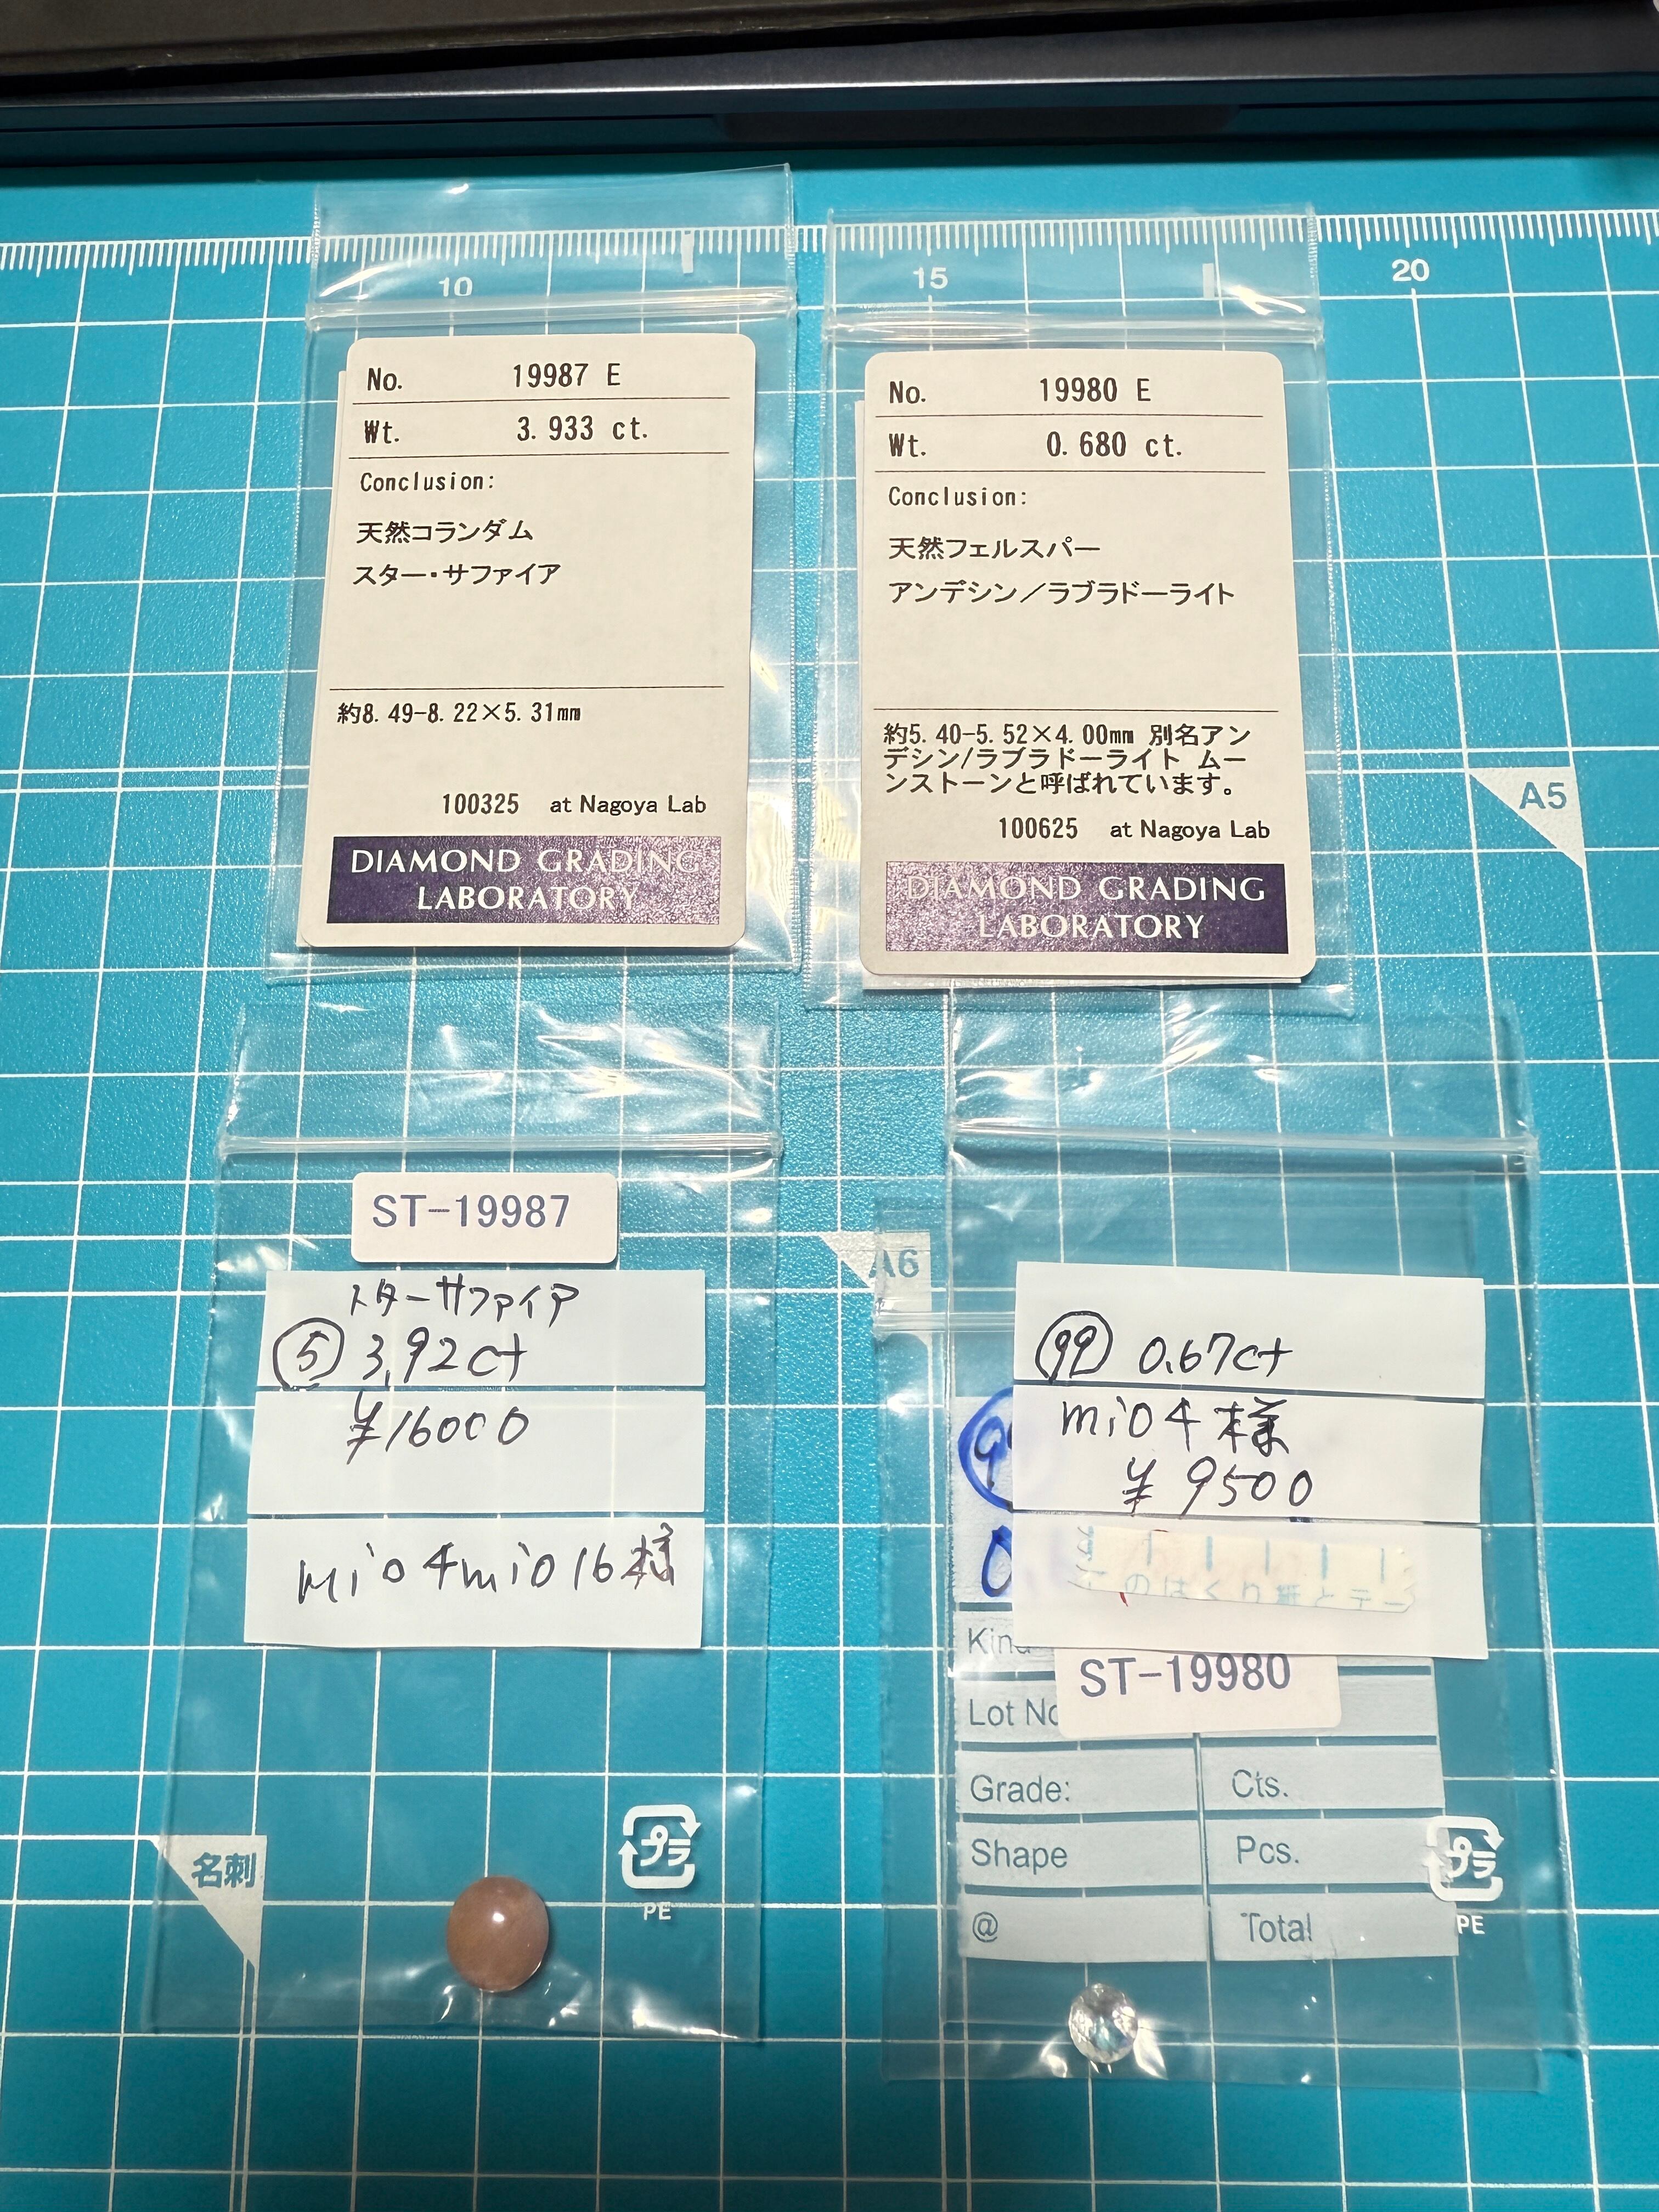 10
15
20
No. 19987 E
Wt. 3.933 ct.
Conclusion:
天然コランダム
スター・サファイア
約8.49-8.22×5.31mm
100325 at Nagoya Lab
DIAMOND GRADING
LABORATORY
No. 19980 E
Wt. 0.680 ct.
Conclusion:
天然フェルスパー
アンデシン／ラブラドーライト
約5.40-5.52×4.00mm 別名アン
デシン/ラブラドーライト ムー
ンストーンと呼ばれています。
100625 at Nagoya Lab
DIAMOND GRADING
LABORATORY
A5
ST-19987
スターサファイア
⑤ 3.92ct
¥16000
mio4mio16様
プラ
PE
名刺
A6
99 0.67ct
mio4様
¥9500
のはくり紙とテー
ST-19980
Lot No
Grade:
Cts.
Shape
Pcs.
@
Total
プラ
PE